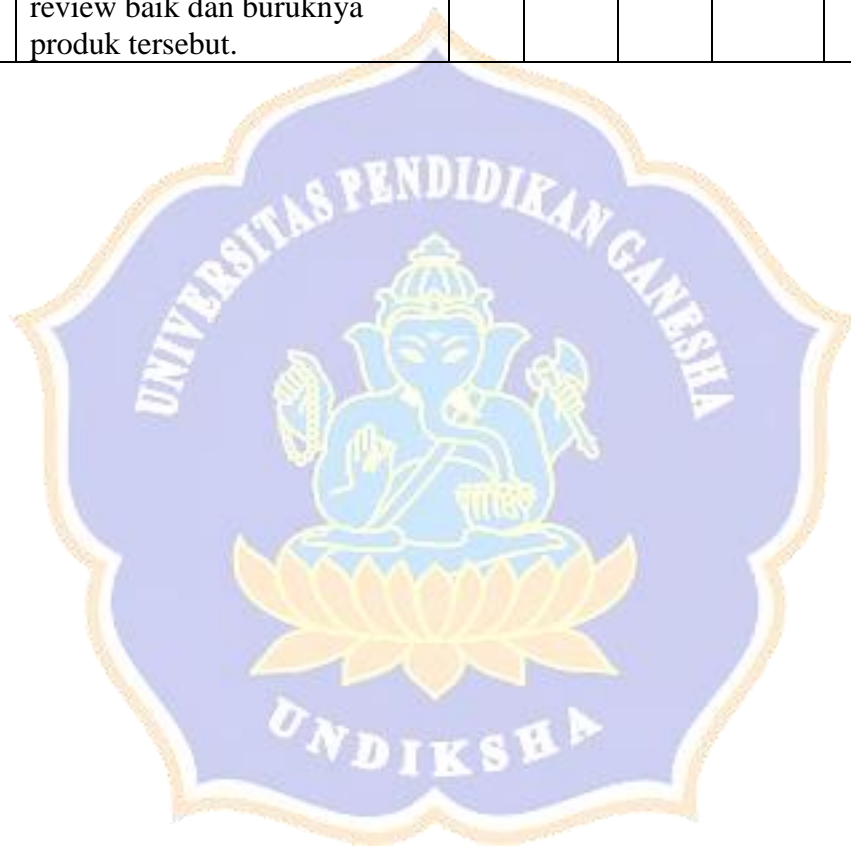 review baik dan buruknya
produk tersebut.
UNIVERSITAS PENDIDIKAN GANESHA
UNDIKSHA